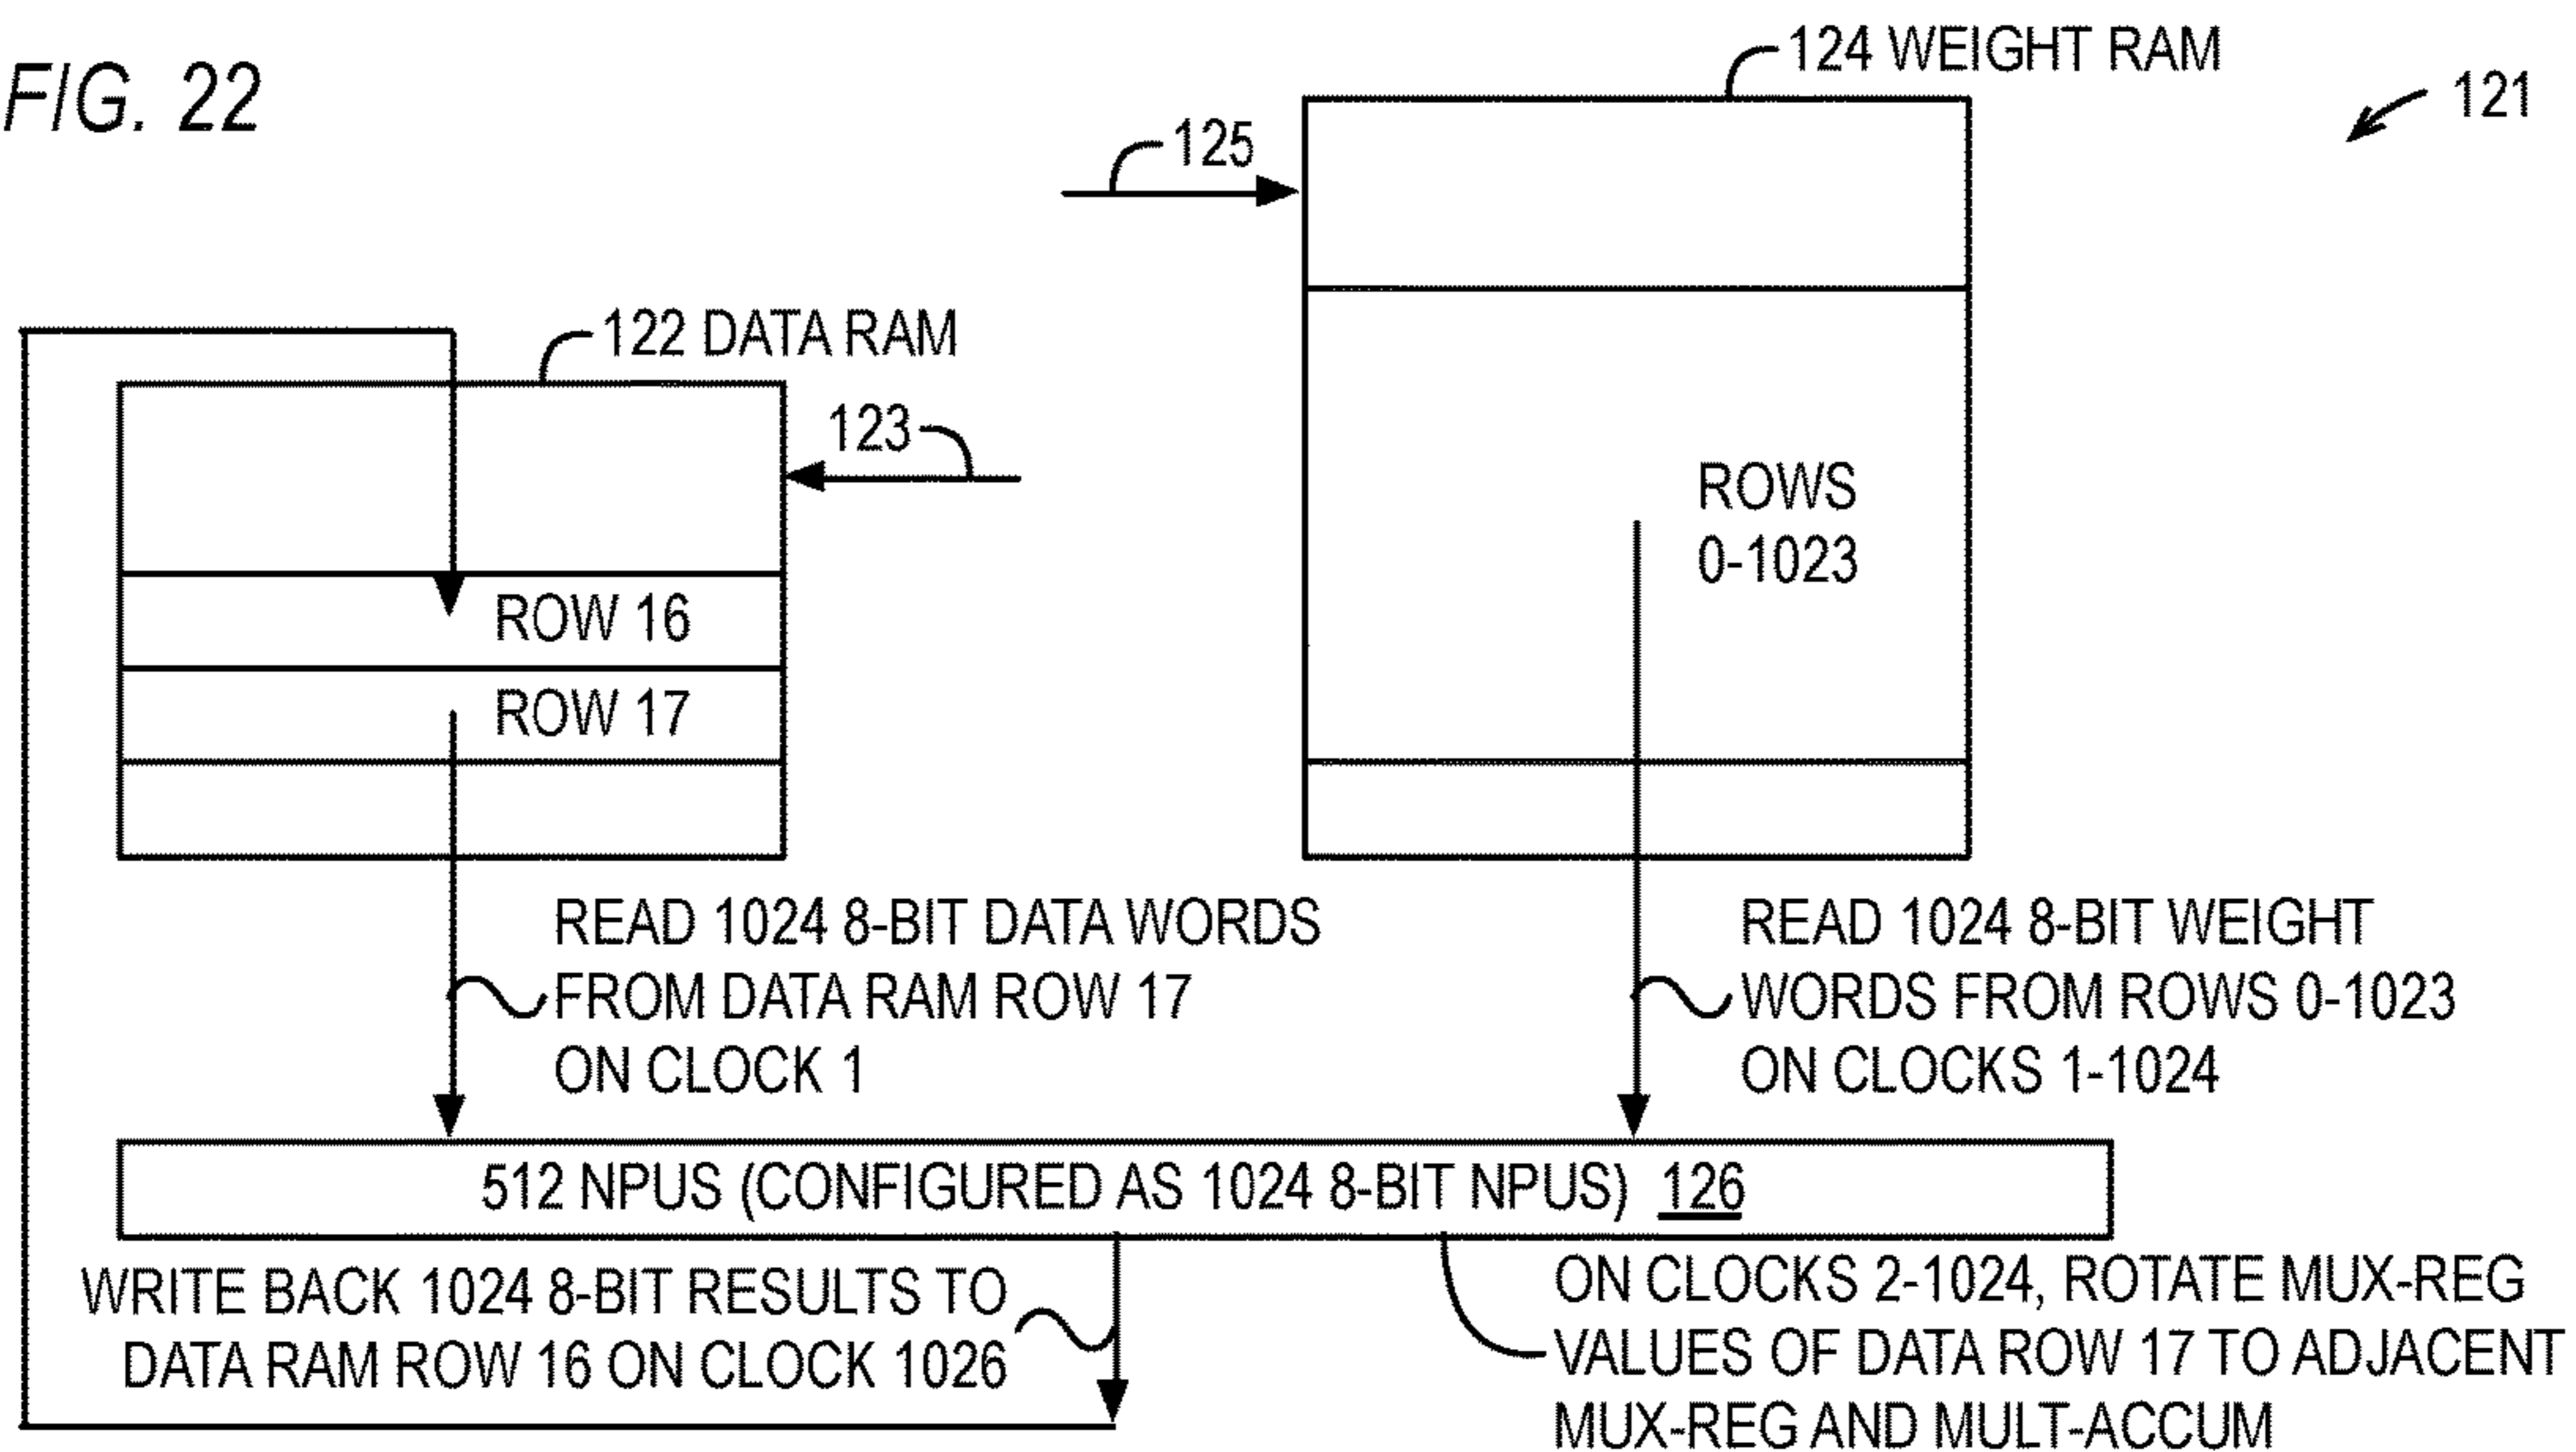 FIG. 22
124 WEIGHT RAM
121
125
122 DATA RAM
123
ROWS
0-1023
ROW 16
ROW 17
READ 1024 8-BIT DATA WORDS
FROM DATA RAM ROW 17
ON CLOCK 1
READ 1024 8-BIT WEIGHT
WORDS FROM ROWS 0-1023
ON CLOCKS 1-1024
512 NPUS (CONFIGURED AS 1024 8-BIT NPUS) 126
WRITE BACK 1024 8-BIT RESULTS TO
DATA RAM ROW 16 ON CLOCK 1026
ON CLOCKS 2-1024, ROTATE MUX-REG
VALUES OF DATA ROW 17 TO ADJACENT
MUX-REG AND MULT-ACCUM